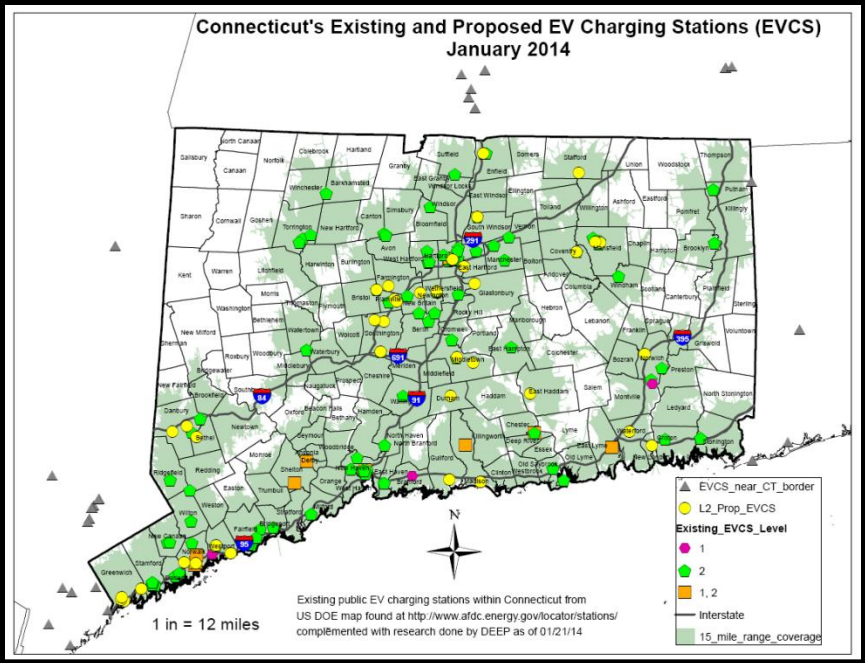 Connecticut's Existing and Proposed EV Charging Stations (EVCS)
January 2014
North Canaan
Colebrook
Hartland
Suffield
Somers
Stafford
Union
Woodstock
Thompson
Salisbury
Canaan
Norfolk
Granby
Enfield
East Granby
Windsor Locks
Winchester
Barkhamsted
East Windsor
Ellington
Willington
Ashford
Eastford
Putnam
Pomfret
Killingly
Sharon
Cornwall
Goshen
Torrington
New Hartford
Canton
Simsbury
Windsor
Bloomfield
South Windsor
Vernon
Tolland
291
Coventry
Mansfield
Chaplin
Hampton
Brooklyn
Avon
West Hartford
Hartford
East Hartford
Manchester
Bolton
Andover
Columbia
Windham
Scotland
Canterbury
Plainfield
Sterling
Kent
Warren
Litchfield
Harwinton
Burlington
Farmington
Bristol
Plainville
New Britain
Newington
Wethersfield
Glastonbury
Rocky Hill
Hebron
Lebanon
Franklin
Sprague
Voluntown
Griswold
395
Morris
Washington
Bethlehem
Thomaston
Plymouth
Watertown
Wolcott
Southington
Berlin
Cromwell
Portland
Marlborough
East Hampton
Colchester
Bozrah
Norwich
Preston
New Milford
Sherman
Roxbury
Woodbury
Waterbury
Middlebury
691
Meriden
Middletown
Middlefield
Bridgewater
New Fairfield
Brookfield
84
Naugatuck
Prospect
Cheshire
91
Durham
Haddam
East Haddam
Salem
Montville
Ledyard
North Stonington
Danbury
Bethel
Newtown
Oxford
Beacon Falls
Bethany
Hamden
Seymour
Woodbridge
North Haven
North Branford
Chester
Deep River
Essex
Lyme
East Lyme
Waterford
Groton
Stonington
Monroe
Derby
Shelton
Ridgefield
Redding
Easton
Trumbull
Orange
West Haven
New Haven
East Haven
Branford
Guilford
Madison
Clinton
Westbrook
Old Saybrook
Old Lyme
Killingworth
Weston
Wilton
New Canaan
Fairfield
Bridgeport
Stratford
Milford
95
Westport
Norwalk
Stamford
Greenwich
N
EVCS_near_CT_border
L2_Prop_EVCS
Existing_EVCS_Level
1
2
1, 2
Interstate
15_mile_range_coverage
1 in = 12 miles
Existing public EV charging stations within Connecticut from
US DOE map found at http://www.afdc.energy.gov/locator/stations/
complemented with research done by DEEP as of 01/21/14